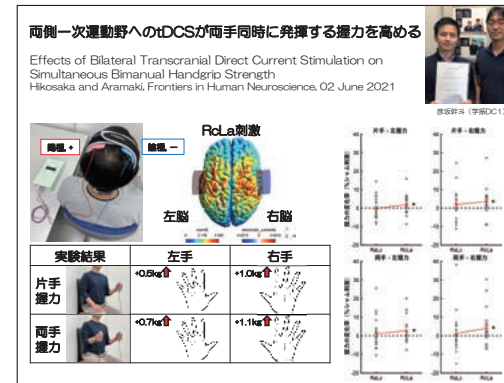 両側一次運動野へのtDCSが両手同時に発揮する握力を高める
Effects of Bilateral Transcranial Direct Current Stimulation on
Simultaneous Bimanual Handgrip Strength
Hikosaka and Aramaki, Frontiers in Human Neuroscience, 02 June 2021
彦坂幹斗（学振DC1）
陽極, +
陰極, −
RcLa刺激
左脳
右脳
実験結果
左手
右手
片手
握力
+0.5kg
+1.0kg
両手
握力
+0.7kg
+1.1kg
片手 - 左握力
片手 - 右握力
両手 - 左握力
両手 - 右握力
RaLc
RcLa
RaLc
RcLa
RaLc
RcLa
RaLc
RcLa